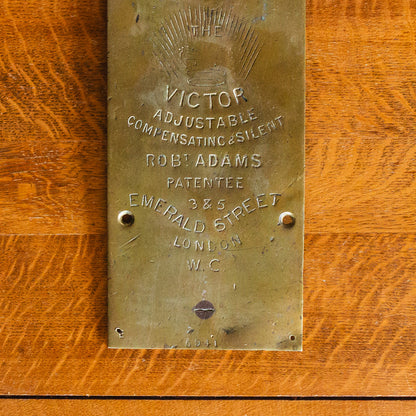 THE
VICTOR
ADJUSTABLE
COMPENSATING & SILENT
ROBT ADAMS
PATENTEE
3 & 5
EMERALD STREET
LONDON
W.C
E